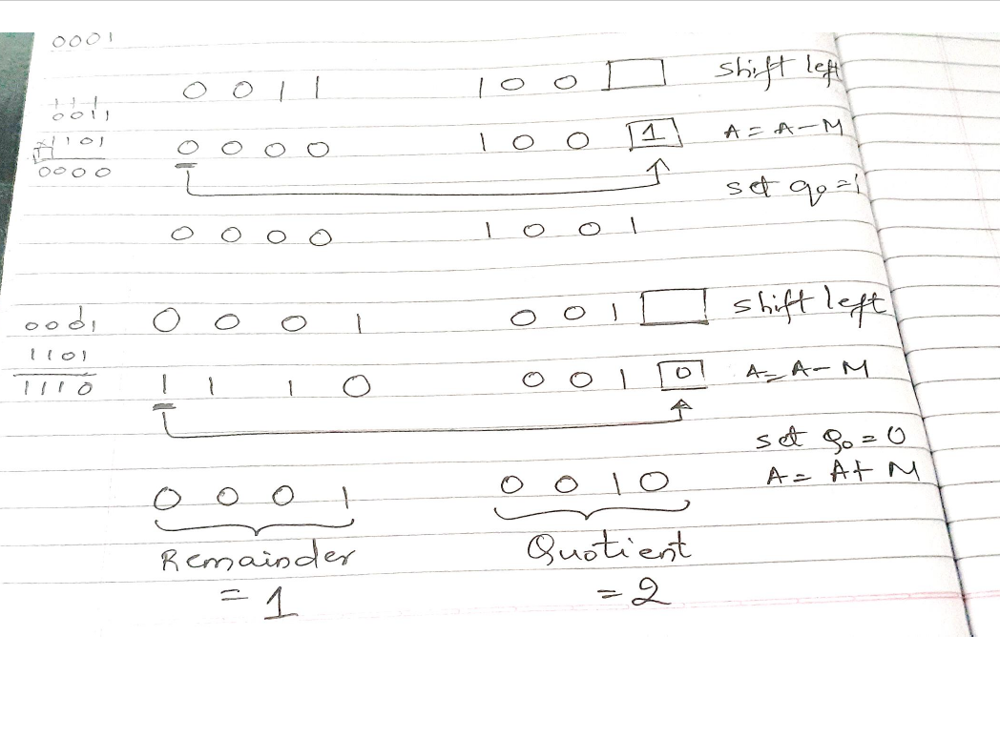 0001
0 0 1 1 1 0 0 shift left
1 1 1
0011
1101 0 0 0 0 1 0 0 1 A = A - M
0000
set q0 = 1
0 0 0 0 1 0 0 1
0001 0 0 0 1 0 0 1 shift left
1101
1110 1 1 1 0 0 0 1 0 A = A - M
set Q0 = 0
0 0 0 1 0 0 1 0 A = A + M
Remainder Quotient
= 1 = 2